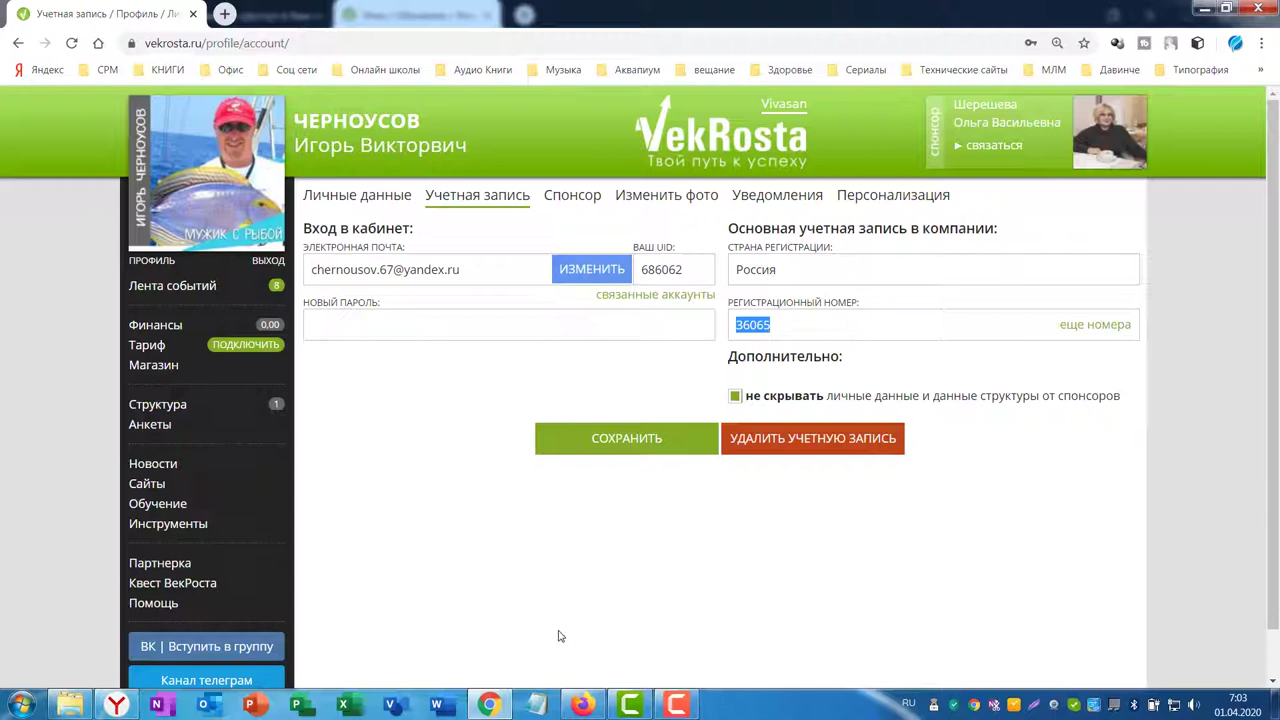 Учетная запись / Профиль / Ли
vekrosta.ru/profile/account/
Яндекс
СРМ
КНИГИ
Офис
Соц сети
Онлайн школы
Аудио Книги
Музыка
Аквапиум
вещание
Здоровье
Сериалы
Технические сайты
МЛМ
Давинче
Типография
»
ИГОРЬ ЧЕРНОУСОВ
МУЖИК С РЫБОЙ
ЧЕРНОУСОВ
Игорь Викторвич
Vivasan
VekRosta
Твой путь к успеху
спонсор
Шерешева
Ольга Васильевна
► связаться
ПРОФИЛЬ
ВЫХОД
Лента событий 8
Финансы 0,00
Тариф ПОДКЛЮЧИТЬ
Магазин
Структура 1
Анкеты
Новости
Сайты
Обучение
Инструменты
Партнерка
Квест ВекРоста
Помощь
ВК | Вступить в группу
Канал телеграм
Личные данные
Учетная запись
Спонсор
Изменить фото
Уведомления
Персонализация
Вход в кабинет:
ЭЛЕКТРОННАЯ ПОЧТА:
ВАШ UID:
chernousov.67@yandex.ru
ИЗМЕНИТЬ
686062
связанные аккаунты
НОВЫЙ ПАРОЛЬ:
Основная учетная запись в компании:
СТРАНА РЕГИСТРАЦИИ:
Россия
РЕГИСТРАЦИОННЫЙ НОМЕР:
36065
еще номера
Дополнительно:
не скрывать личные данные и данные структуры от спонсоров
СОХРАНИТЬ
УДАЛИТЬ УЧЕТНУЮ ЗАПИСЬ
RU
7:03
01.04.2020